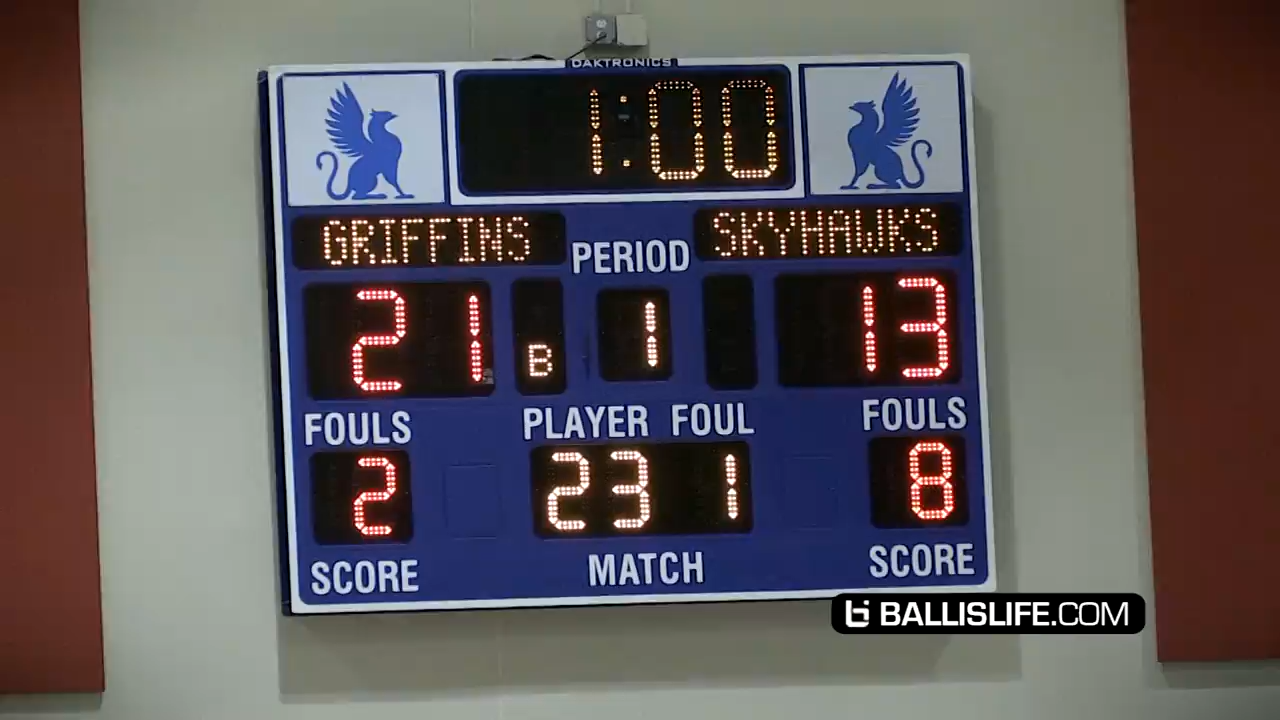 DAKTRONICS
1:00
GRIFFINS
SKYHAWKS
PERIOD
21
B
1
13
FOULS
PLAYER FOUL
FOULS
2
23 1
8
SCORE
MATCH
SCORE
BALLISLIFE.COM